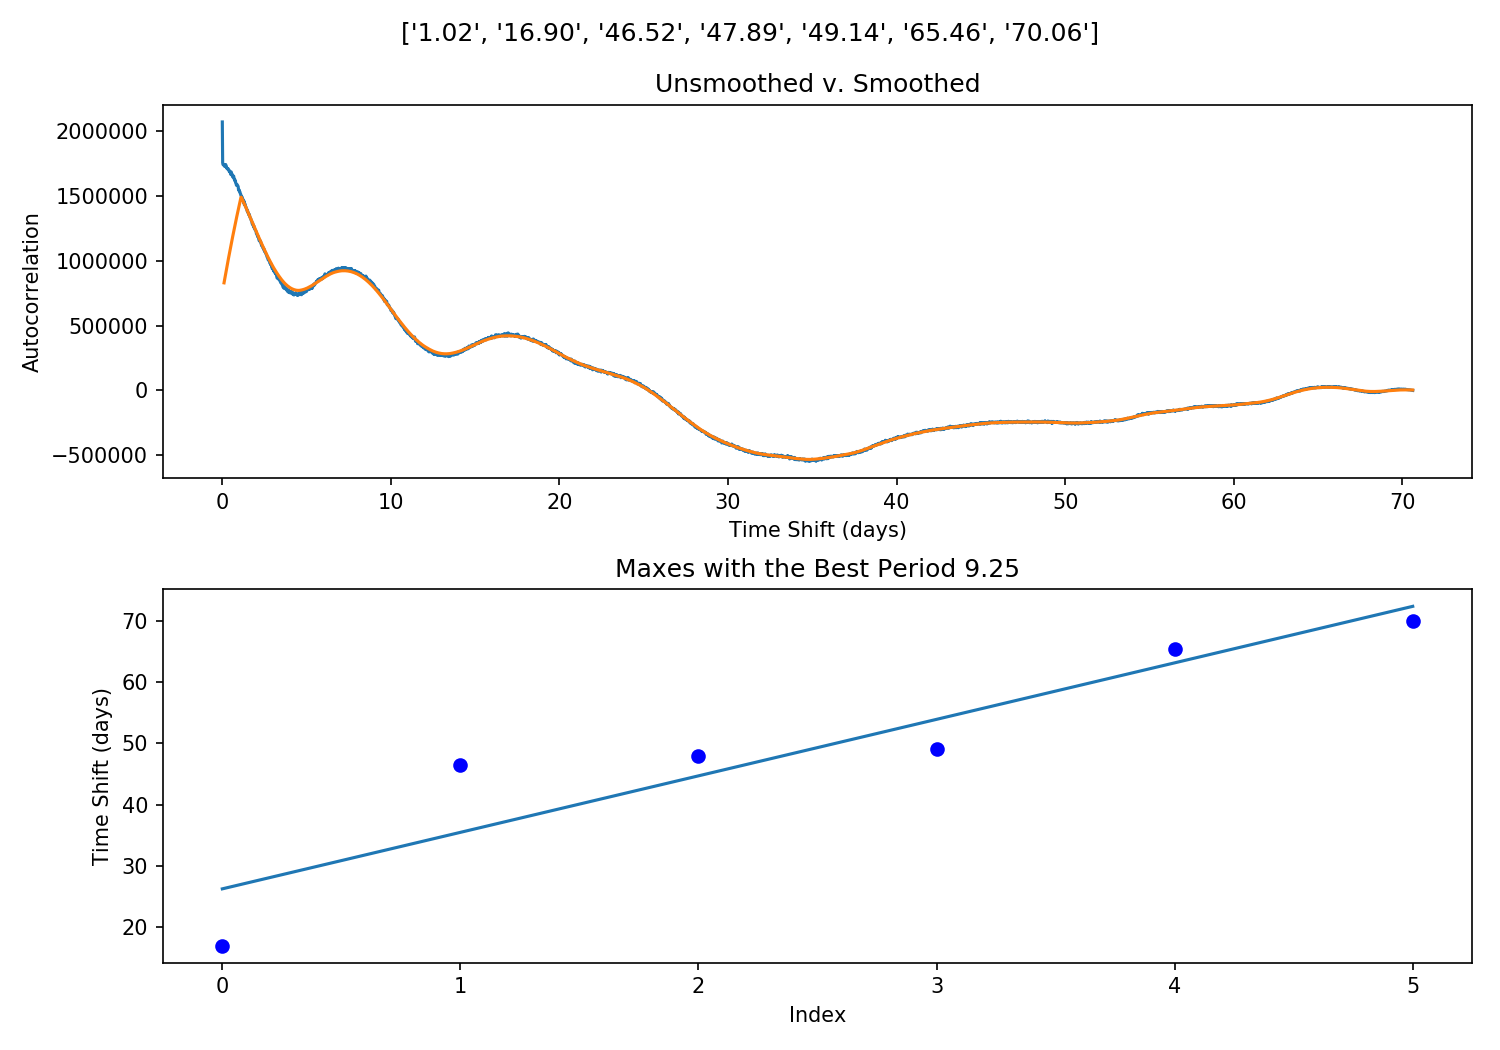 ['1.02', '16.90', '46.52', '47.89', '49.14', '65.46', '70.06']
Unsmoothed v. Smoothed
2000000
1500000
1000000
500000
0
−500000
Autocorrelation
0 10 20 30 40 50 60 70
Time Shift (days)
Maxes with the Best Period 9.25
70
60
50
40
30
20
Time Shift (days)
0 1 2 3 4 5
Index